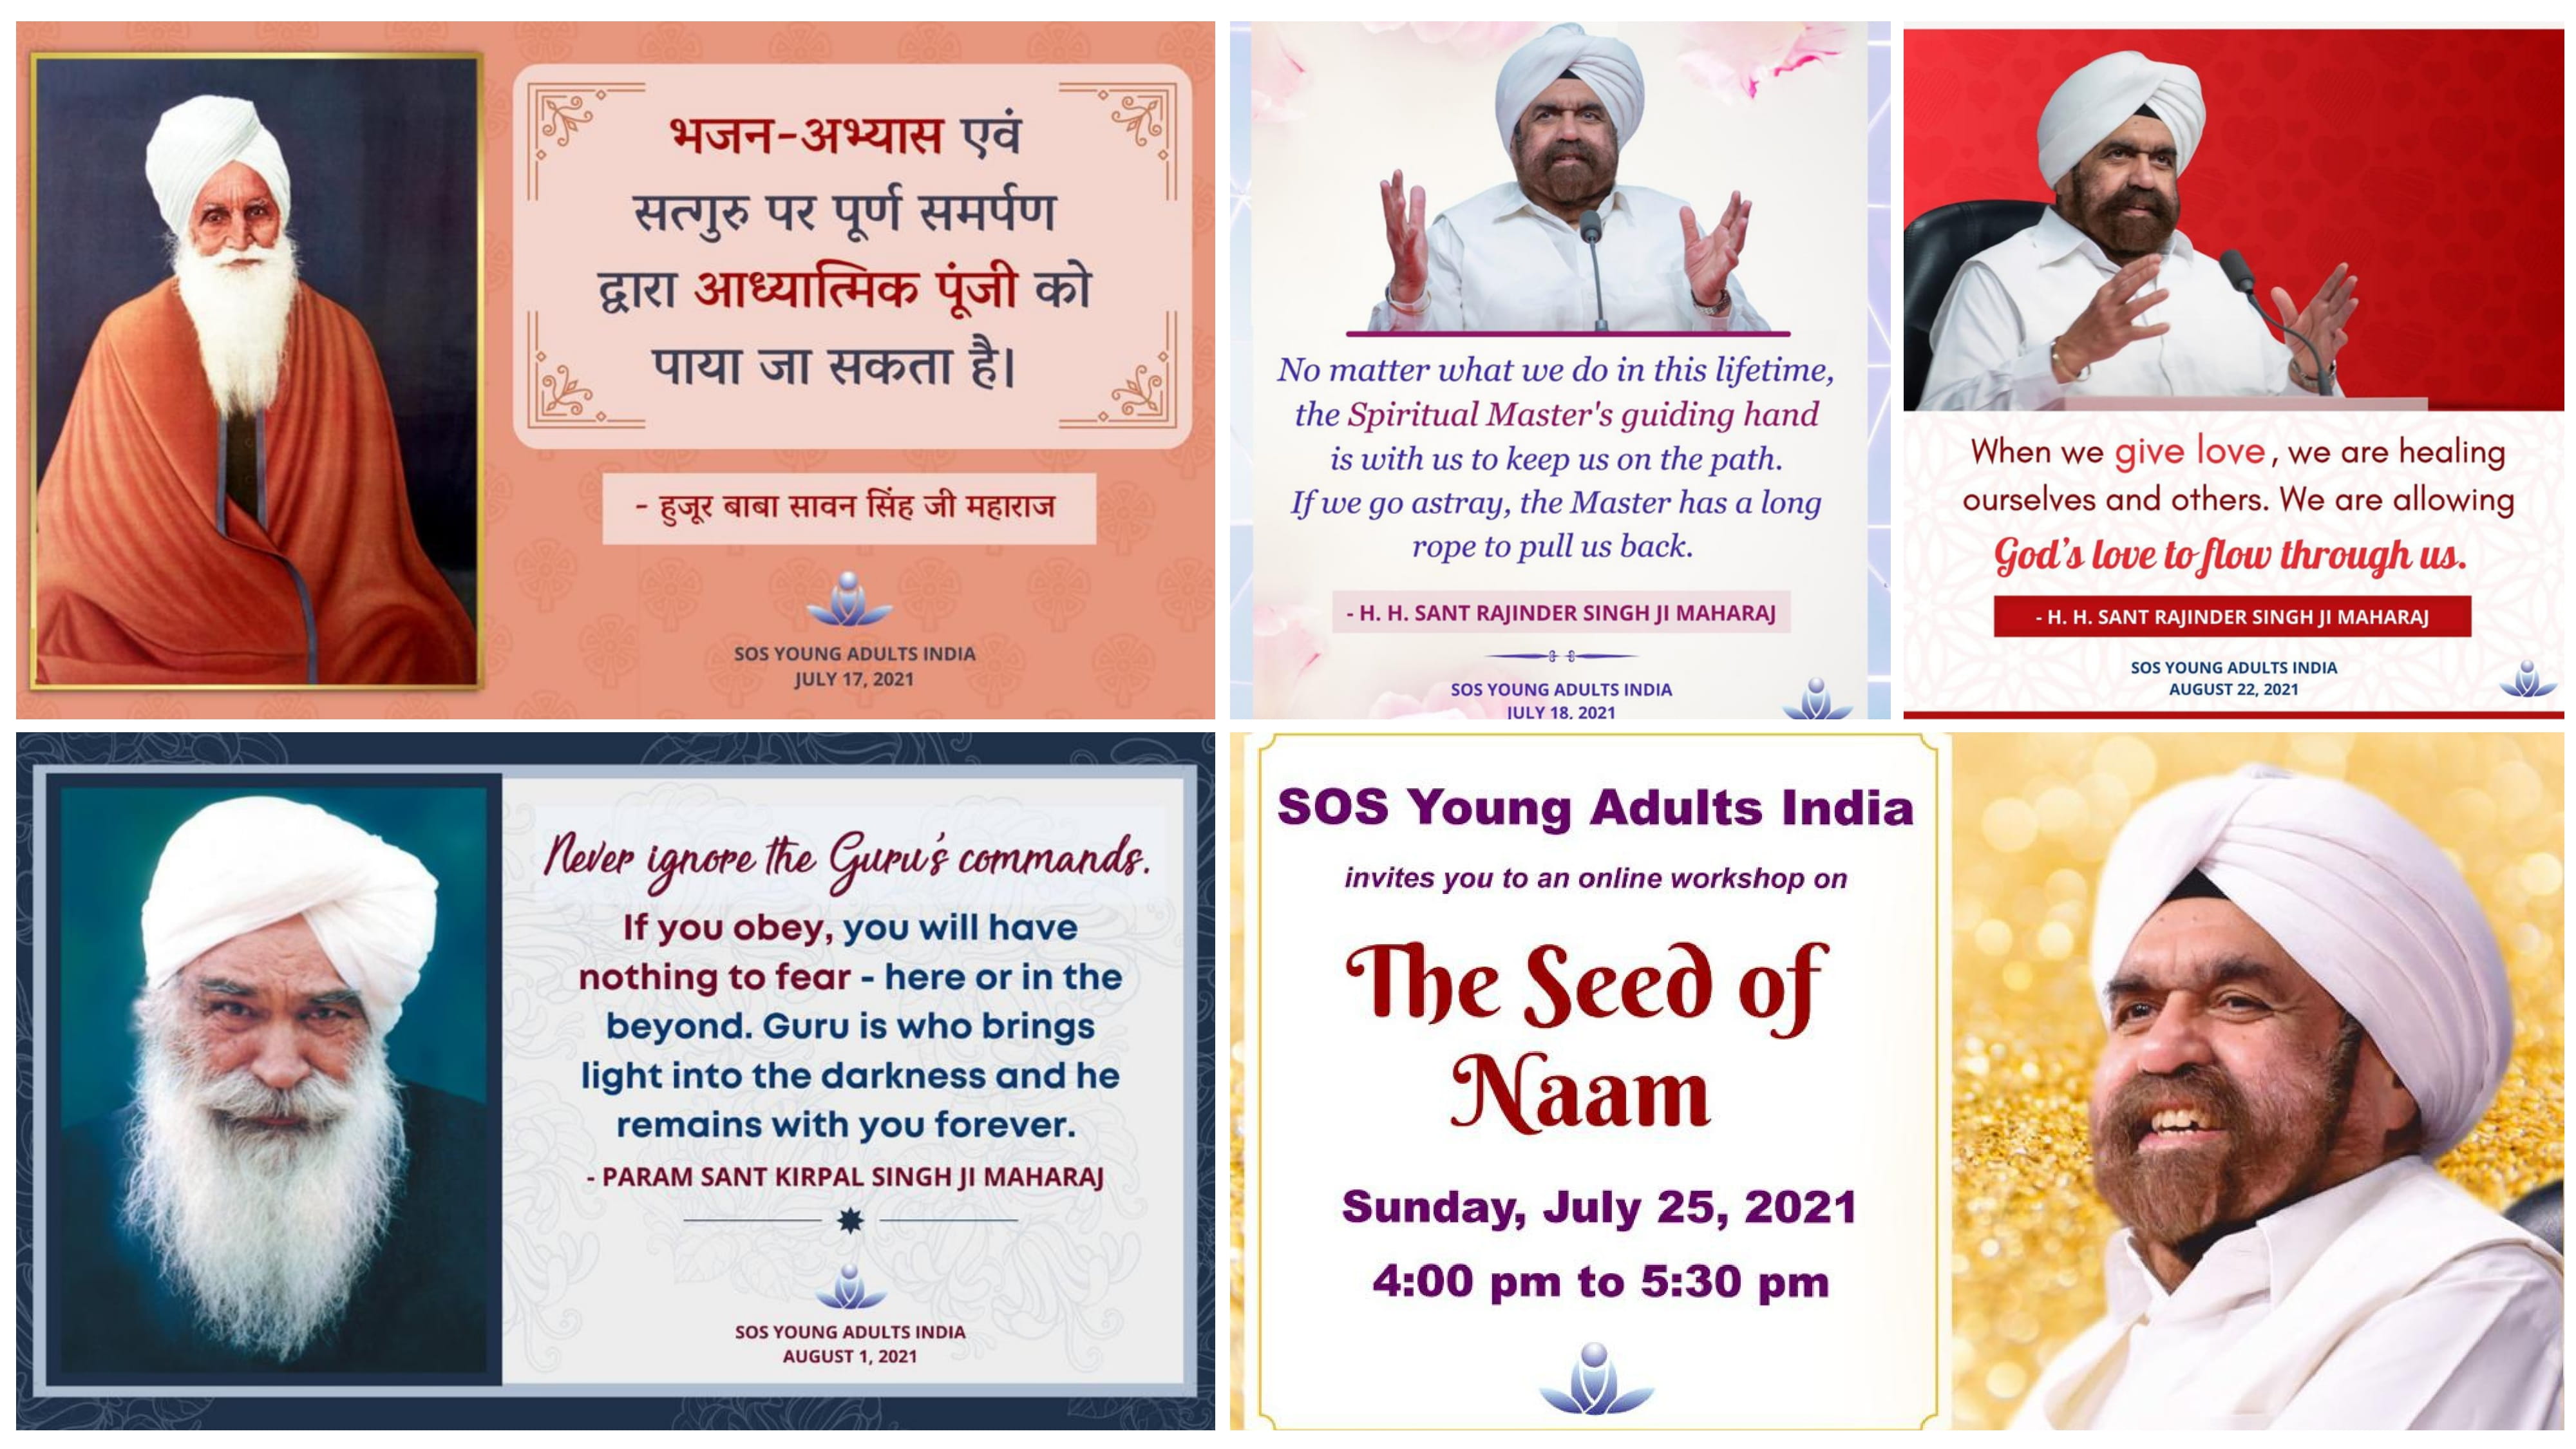 भजन-अभ्यास एवं
सत्गुरु पर पूर्ण समर्पण
द्वारा आध्यात्मिक पूंजी को
पाया जा सकता है।
- हुजूर बाबा सावन सिंह जी महाराज
SOS YOUNG ADULTS INDIA
JULY 17, 2021
No matter what we do in this lifetime,
the Spiritual Master's guiding hand
is with us to keep us on the path.
If we go astray, the Master has a long
rope to pull us back.
- H. H. SANT RAJINDER SINGH JI MAHARAJ
SOS YOUNG ADULTS INDIA
JULY 18, 2021
When we give love, we are healing
ourselves and others. We are allowing
God's love to flow through us.
- H. H. SANT RAJINDER SINGH JI MAHARAJ
SOS YOUNG ADULTS INDIA
AUGUST 22, 2021
Never ignore the Guru's commands.
If you obey, you will have
nothing to fear - here or in the
beyond. Guru is who brings
light into the darkness and he
remains with you forever.
- PARAM SANT KIRPAL SINGH JI MAHARAJ
SOS YOUNG ADULTS INDIA
AUGUST 1, 2021
SOS Young Adults India
invites you to an online workshop on
The Seed of
Naam
Sunday, July 25, 2021
4:00 pm to 5:30 pm